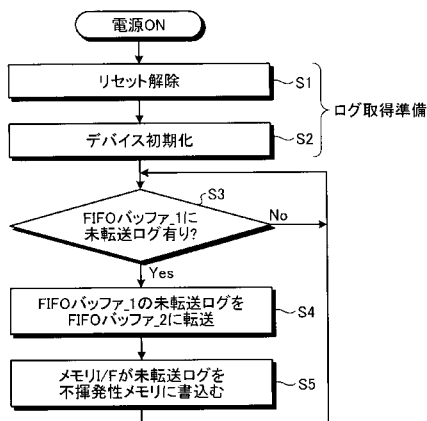 電源ON
リセット解除
S1
ログ取得準備
デバイス初期化
S2
S3
FIFOバッファ_1に
未転送ログ有り?
No
Yes
FIFOバッファ_1の未転送ログを
FIFOバッファ_2に転送
S4
メモリI/Fが未転送ログを
不揮発性メモリに書込む
S5